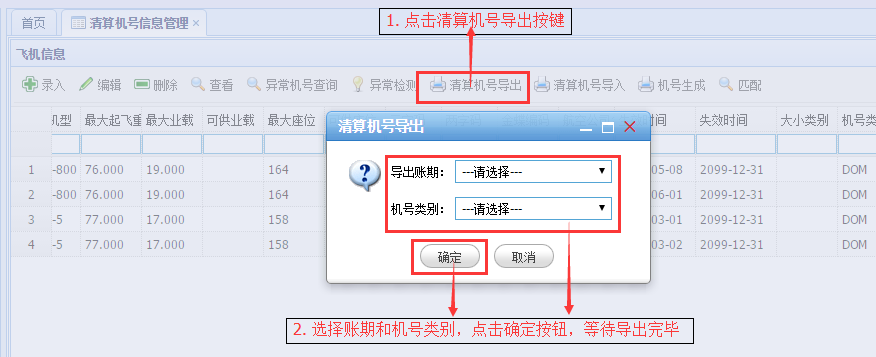 首页 清算机号信息管理 ×
1. 点击清算机号导出按键
飞机信息
录入 编辑 删除 查看 异常机号查询 异常检测 清算机号导出 清算机号导入 机号生成 匹配
机型 最大起飞重 最大业载 可供业载 最大座位 时间 失效时间 大小类别 机号类
1 -800 76.000 19.000 164 05-08 2099-12-31 DOM
2 -800 76.000 19.000 164 06-01 2099-12-31 DOM
3 -5 77.000 17.000 158 03-01 2099-12-31 DOM
4 -5 77.000 17.000 158 03-02 2099-12-31 DOM
清算机号导出
导出账期： ---请选择---
机号类别： ---请选择---
确定 取消
2. 选择账期和机号类别，点击确定按钮，等待导出完毕